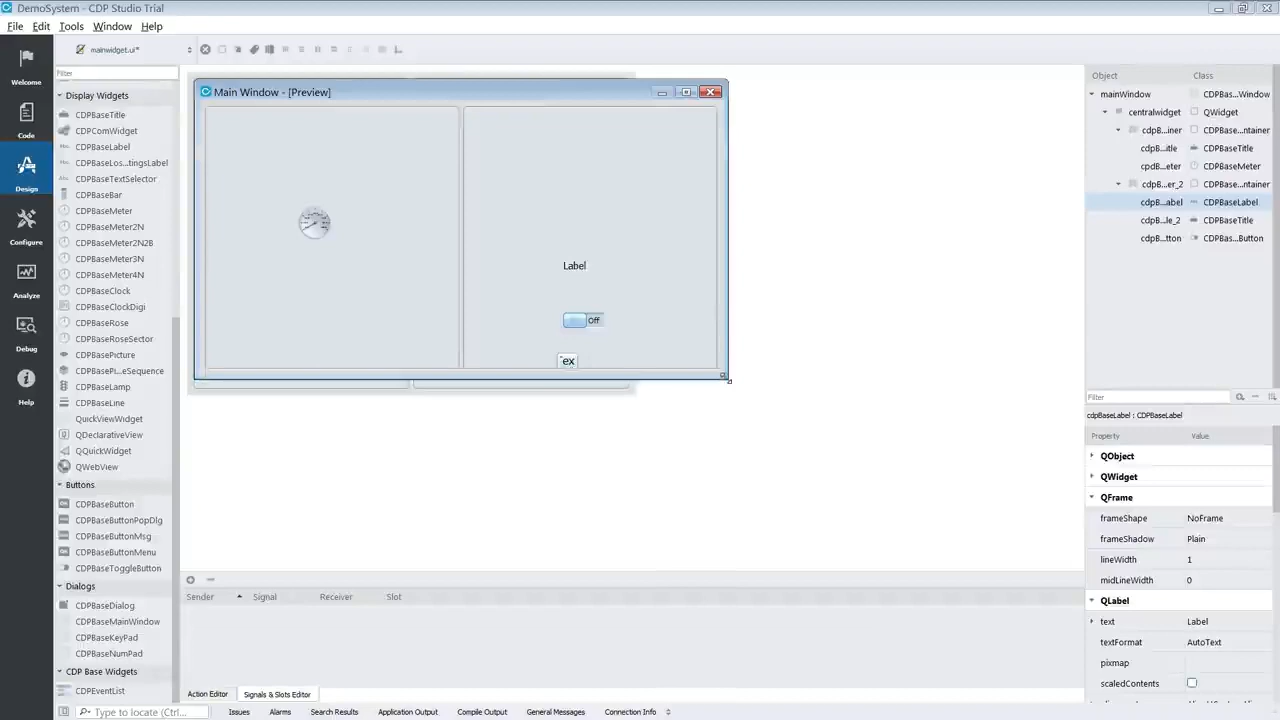 DemoSystem - CDP Studio Trial
File Edit Tools Window Help
mainwidget.ui*
Welcome
Code
Design
Configure
Analyze
Debug
Help
Filter
Display Widgets
CDPBaseTitle
CDPComWidget
CDPBaseLabel
CDPBaseLos...tingsLabel
CDPBaseTextSelector
CDPBaseBar
CDPBaseMeter
CDPBaseMeter2N
CDPBaseMeter2N2B
CDPBaseMeter3N
CDPBaseMeter4N
CDPBaseClock
CDPBaseClockDigi
CDPBaseRose
CDPBaseRoseSector
CDPBasePicture
CDPBasePi...eSequence
CDPBaseLamp
CDPBaseLine
QuickViewWidget
QDeclarativeView
QQuickWidget
QWebView
Buttons
CDPBaseButton
CDPBaseButtonPopDlg
CDPBaseButtonMsg
CDPBaseButtonMenu
CDPBaseToggleButton
Dialogs
CDPBaseDialog
CDPBaseMainWindow
CDPBaseKeyPad
CDPBaseNumPad
CDP Base Widgets
CDPEventList
Main Window - [Preview]
Label
Off
ex
Sender Signal Receiver Slot
Action Editor Signals & Slots Editor
Object Class
mainWindow CDPBas...Window
centralwidget QWidget
cdpB...iner CDPBase...ntainer
cdpB...itle CDPBaseTitle
cpdB...eter CDPBaseMeter
cdpB...er_2 CDPBase...ntainer
cdpB...abel CDPBaseLabel
cdpB...le_2 CDPBaseTitle
cdpB...tton CDPBas...Button
Filter
cdpBaseLabel : CDPBaseLabel
Property Value
QObject
QWidget
QFrame
frameShape NoFrame
frameShadow Plain
lineWidth 1
midLineWidth 0
QLabel
text Label
textFormat AutoText
pixmap
scaledContents
Type to locate (Ctrl... Issues Alarms Search Results Application Output Compile Output General Messages Connection Info